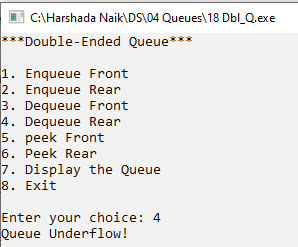 C:\Harshada Naik\DS\04 Queues\18 Dbl_Q.exe
***Double-Ended Queue***
1. Enqueue Front
2. Enqueue Rear
3. Dequeue Front
4. Dequeue Rear
5. peek Front
6. Peek Rear
7. Display the Queue
8. Exit
Enter your choice: 4
Queue Underflow!